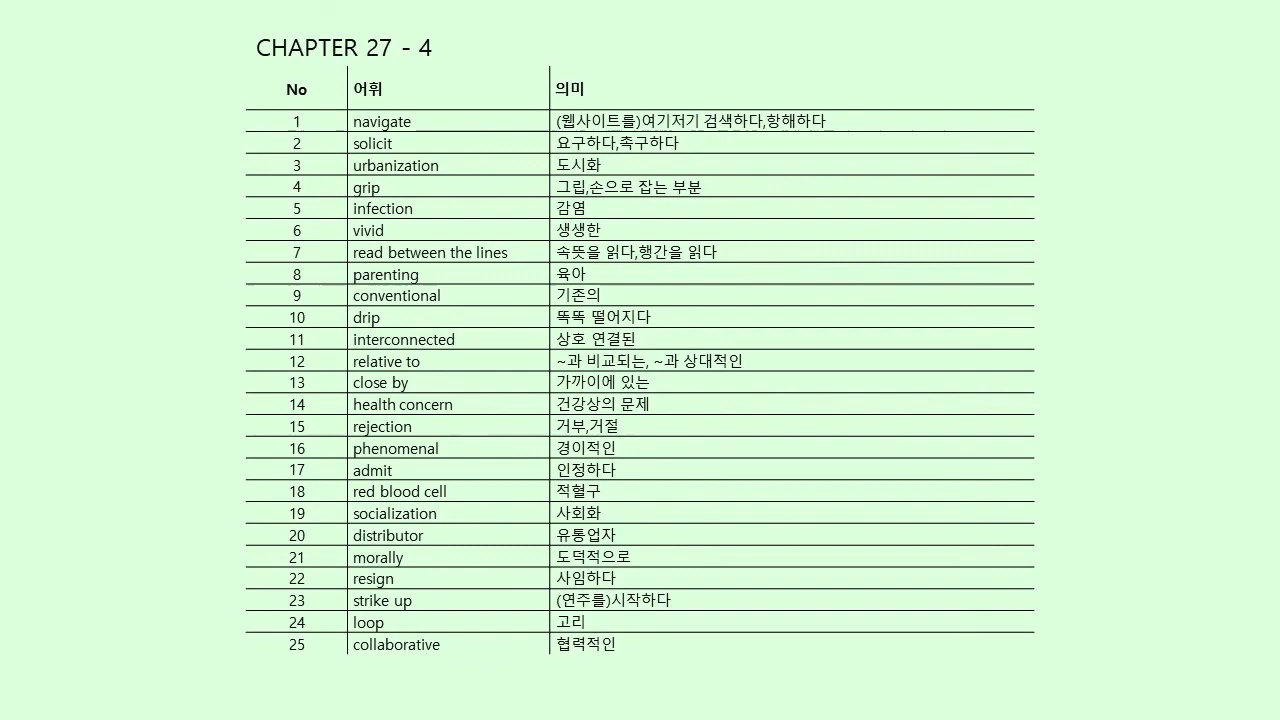 CHAPTER 27 - 4
No 어휘 의미
1 navigate (웹사이트를)여기저기 검색하다,항해하다
2 solicit 요구하다,촉구하다
3 urbanization 도시화
4 grip 그립,손으로 잡는 부분
5 infection 감염
6 vivid 생생한
7 read between the lines 속뜻을 읽다,행간을 읽다
8 parenting 육아
9 conventional 기존의
10 drip 똑똑 떨어지다
11 interconnected 상호 연결된
12 relative to ~과 비교되는, ~과 상대적인
13 close by 가까이에 있는
14 health concern 건강상의 문제
15 rejection 거부,거절
16 phenomenal 경이적인
17 admit 인정하다
18 red blood cell 적혈구
19 socialization 사회화
20 distributor 유통업자
21 morally 도덕적으로
22 resign 사임하다
23 strike up (연주를)시작하다
24 loop 고리
25 collaborative 협력적인